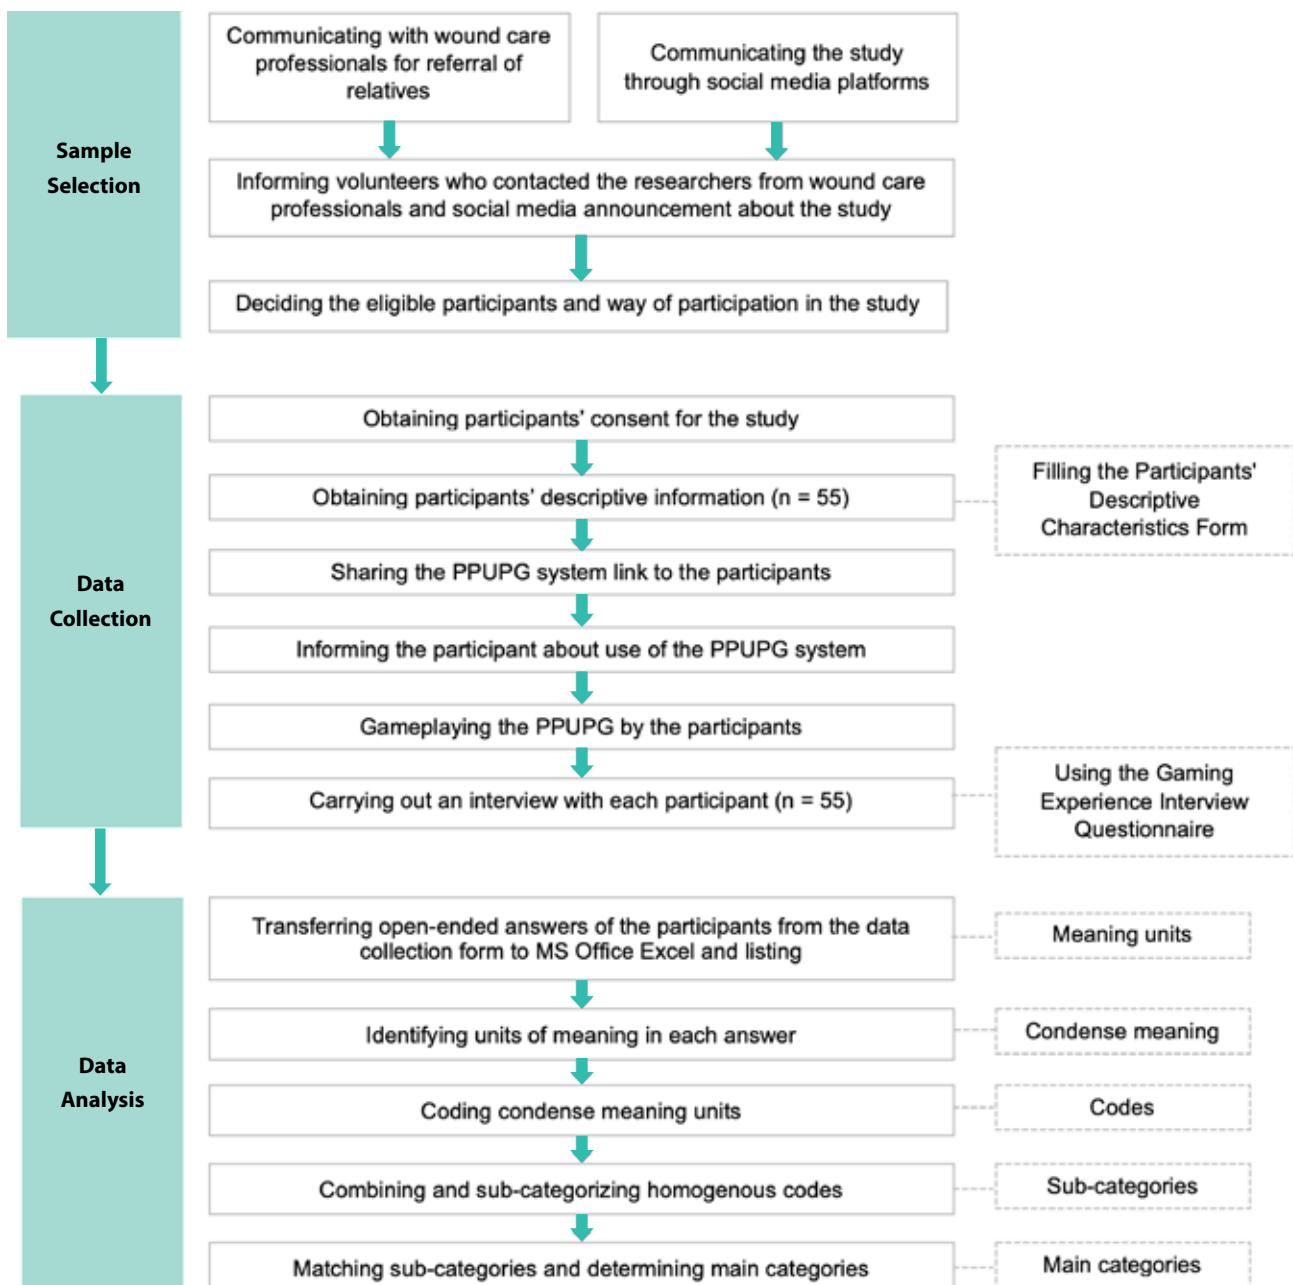 Sample
Selection
Communicating with wound care
professionals for referral of
relatives
Communicating the study
through social media platforms
Informing volunteers who contacted the researchers from wound care
professionals and social media announcement about the study
Deciding the eligible participants and way of participation in the study
Data
Collection
Obtaining participants' consent for the study
Obtaining participants' descriptive information (n = 55)
Filling the Participants'
Descriptive
Characteristics Form
Sharing the PPUPG system link to the participants
Informing the participant about use of the PPUPG system
Gameplaying the PPUPG by the participants
Carrying out an interview with each participant (n = 55)
Using the Gaming
Experience Interview
Questionnaire
Data
Analysis
Transferring open-ended answers of the participants from the data
collection form to MS Office Excel and listing
Meaning units
Identifying units of meaning in each answer
Condense meaning
Coding condense meaning units
Codes
Combining and sub-categorizing homogenous codes
Sub-categories
Matching sub-categories and determining main categories
Main categories